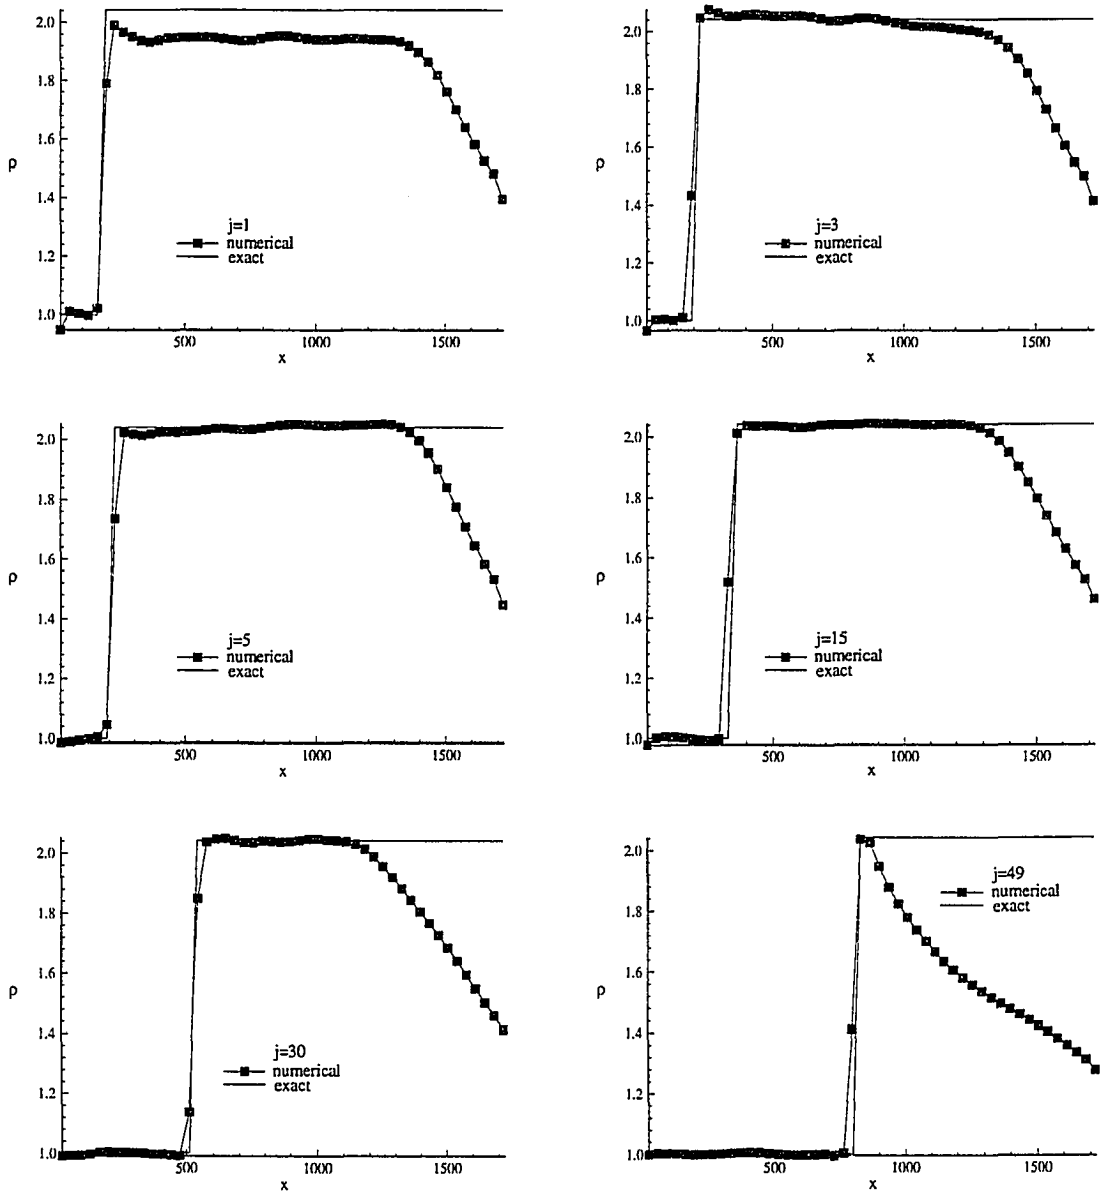 2.0
1.8
ρ
1.6
1.4
j=1
numerical
exact
1.2
1.0
500 1000 1500
x
2.0
1.8
ρ
1.6
1.4
j=3
numerical
exact
1.2
1.0
500 1000 1500
x
2.0
1.8
1.6
ρ
1.4
j=5
numerical
exact
1.2
1.0
500 1000 1500
x
2.0
1.8
1.6
ρ
1.4
j=15
numerical
exact
1.2
1.0
500 1000 1500
x
2.0
1.8
1.6
ρ
1.4
j=30
numerical
exact
1.2
1.0
500 1000 1500
x
2.0
j=49
numerical
exact
1.8
1.6
ρ
1.4
1.2
1.0
500 1000 1500
x